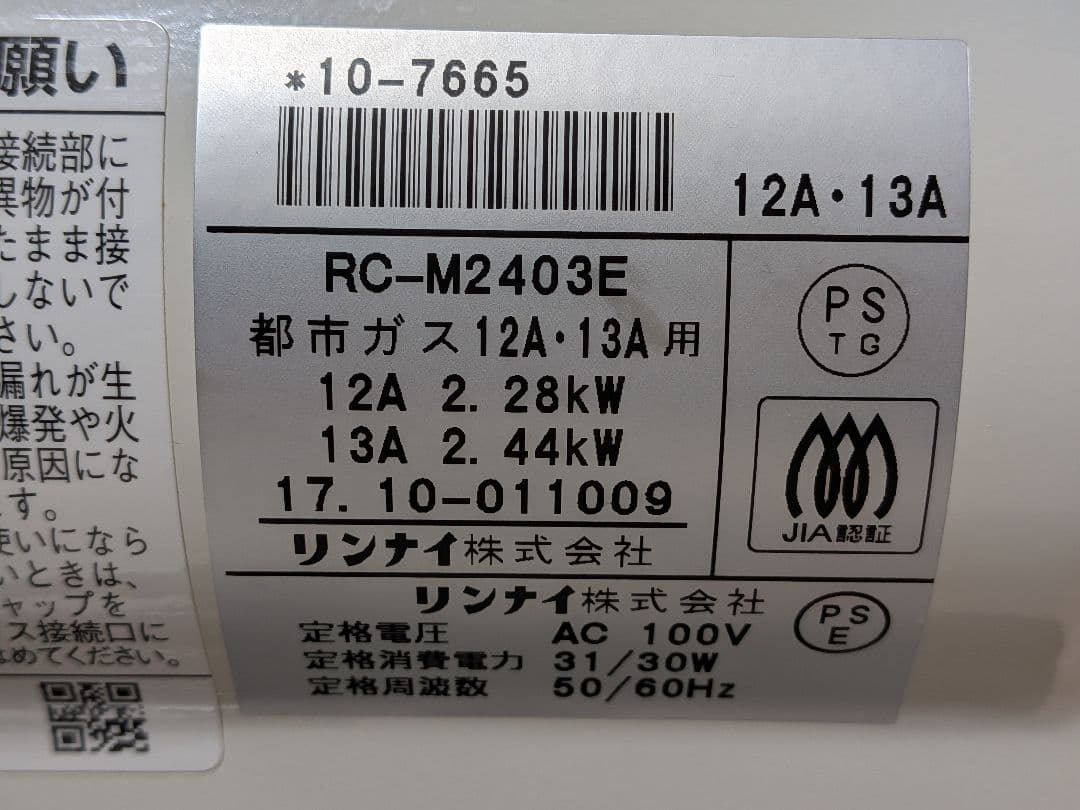 願い
接続部に
異物が付
たまま接
しないで
さい。
漏れが生
爆発や火
原因にな
ます。
使いになら
いときは、
ャップを
ス接続口に
はめてください。
*10-7665
12A・13A
RC-M2403E
都市ガス12A・13A用
12A 2.28kW
13A 2.44kW
17.10-011009
リンナイ株式会社
PS
TG
JIA認証
リンナイ株式会社
定格電圧 AC 100V
定格消費電力 31/30W
定格周波数 50/60Hz
PS
E